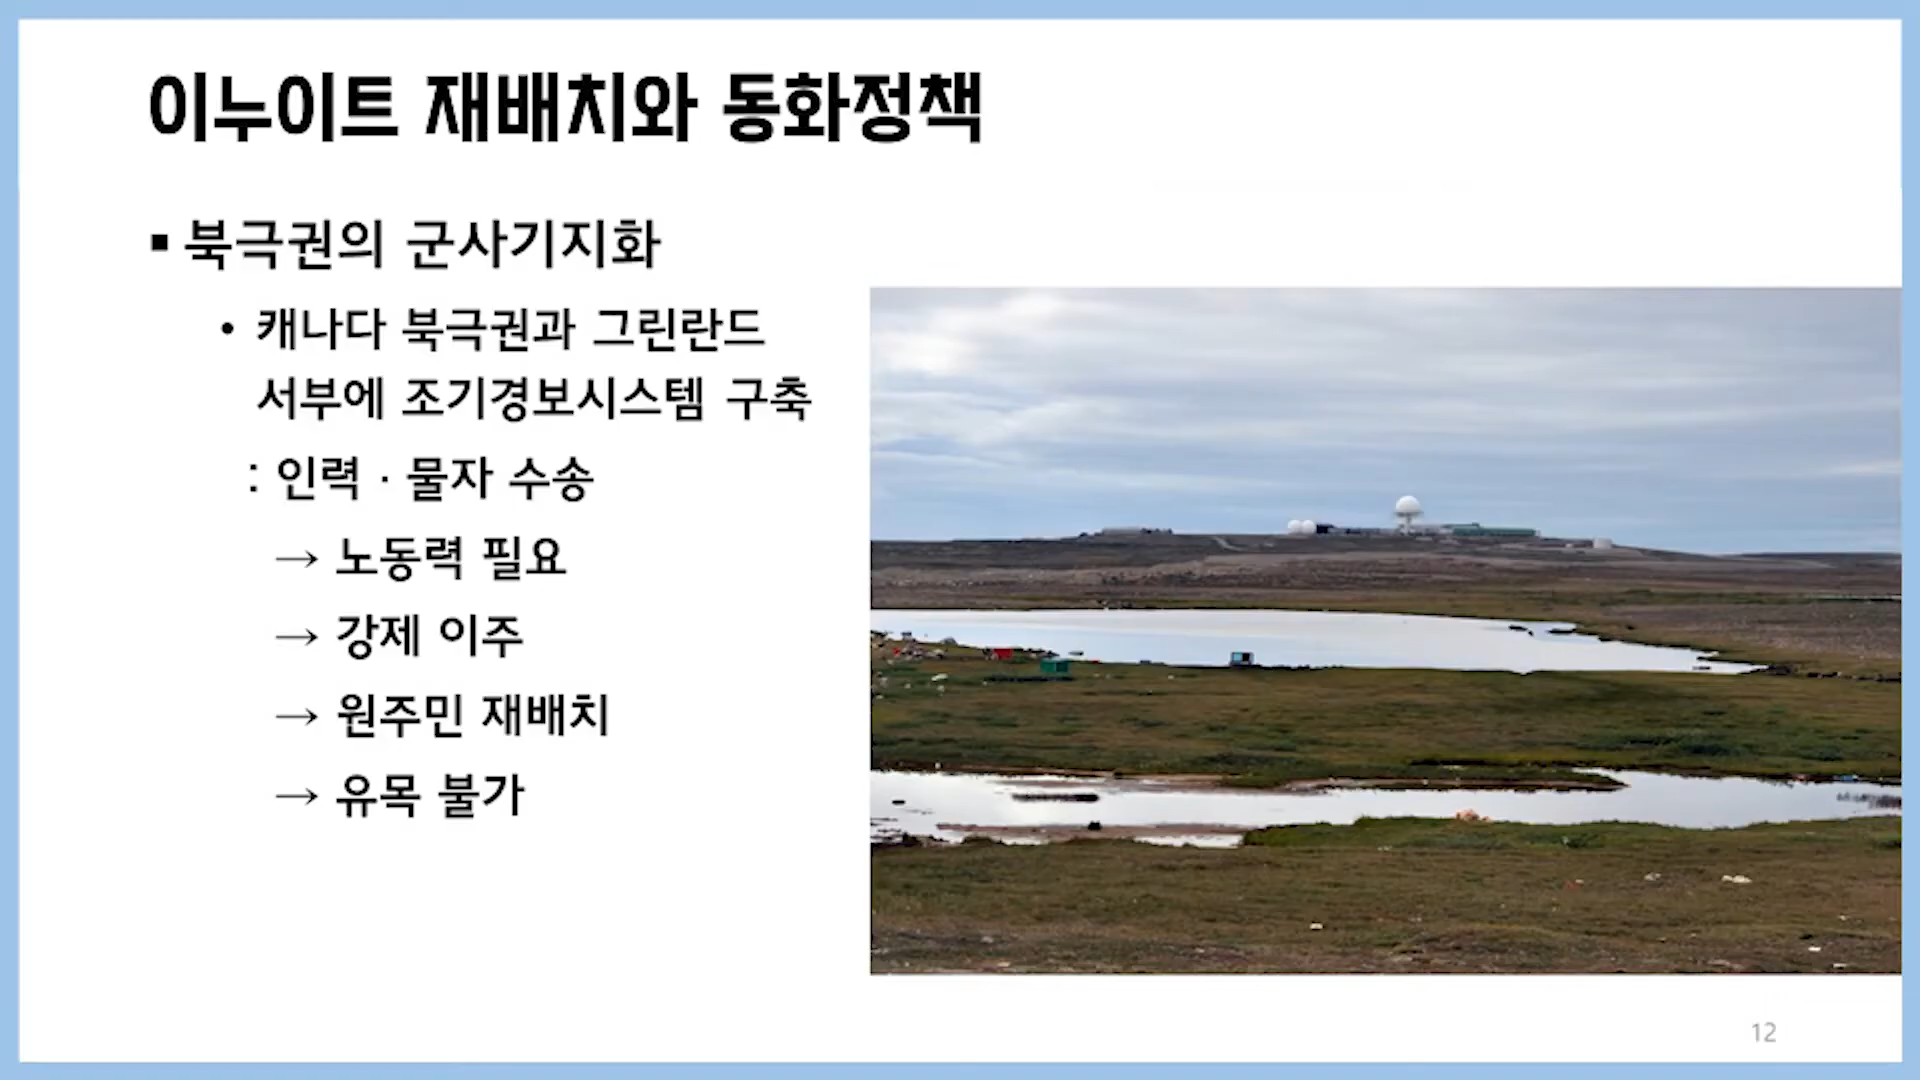 이누이트 재배치와 동화정책
▪ 북극권의 군사기지화
• 캐나다 북극권과 그린란드
서부에 조기경보시스템 구축
: 인력 · 물자 수송
→ 노동력 필요
→ 강제 이주
→ 원주민 재배치
→ 유목 불가
12